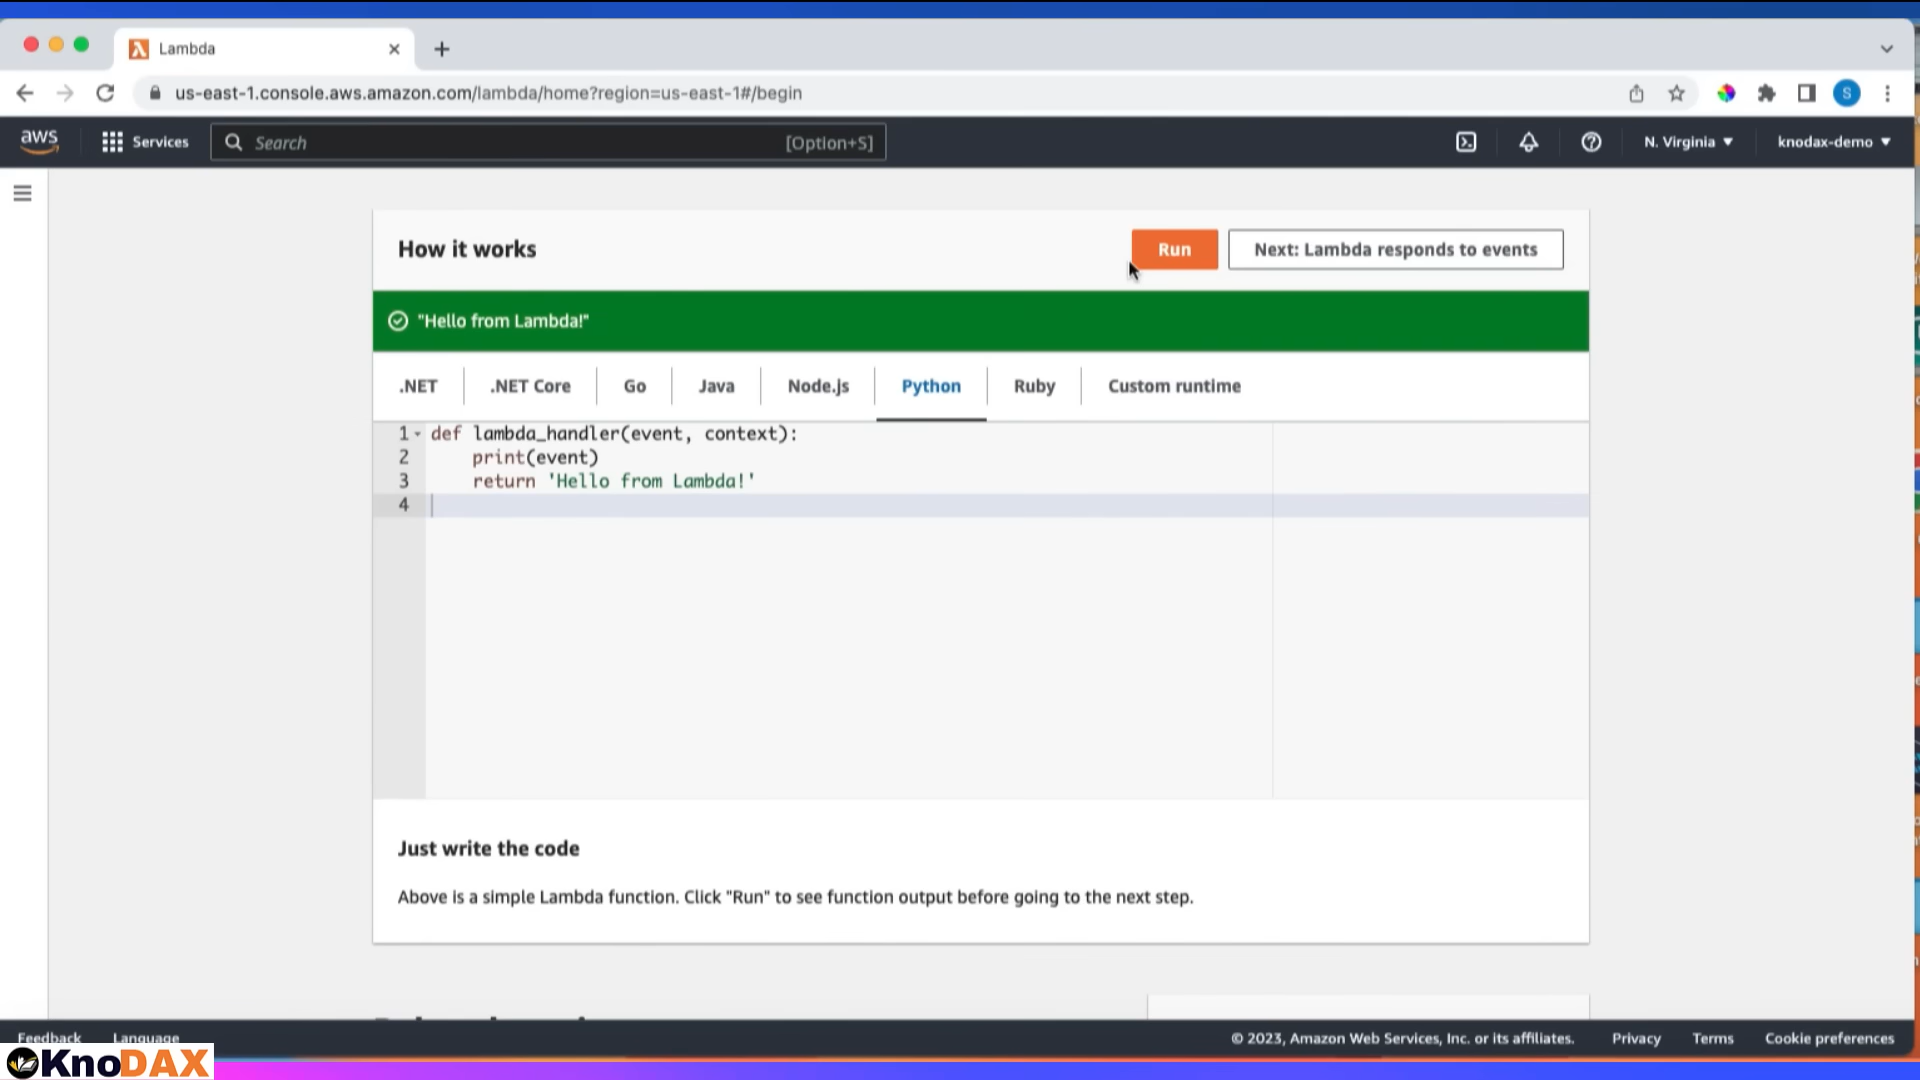 Lambda
us-east-1.console.aws.amazon.com/lambda/home?region=us-east-1#/begin
aws Services Search [Option+S] N. Virginia knodax-demo
How it works Run Next: Lambda responds to events
"Hello from Lambda!"
.NET .NET Core Go Java Node.js Python Ruby Custom runtime
1 def lambda_handler(event, context):
2 print(event)
3 return 'Hello from Lambda!'
4
Just write the code
Above is a simple Lambda function. Click "Run" to see function output before going to the next step.
Feedback Language © 2023, Amazon Web Services, Inc. or its affiliates. Privacy Terms Cookie preferences
KnoDAX